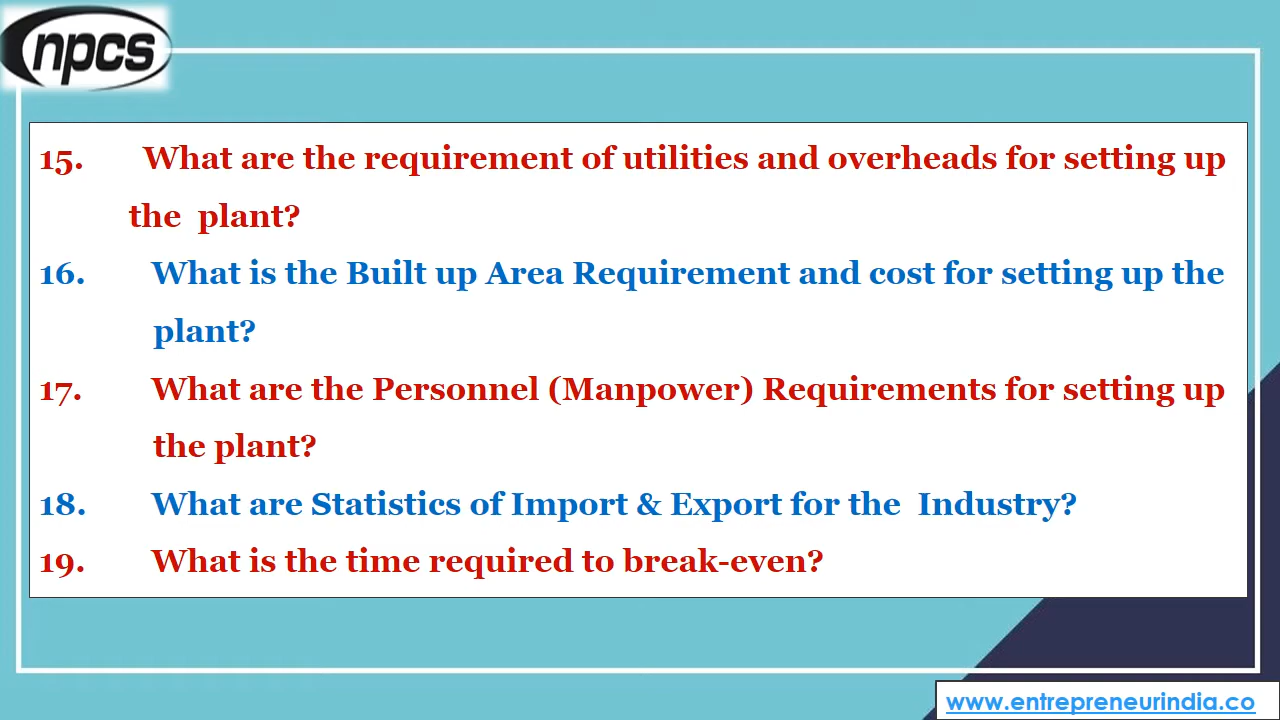 npcs
15. What are the requirement of utilities and overheads for setting up
the plant?
16. What is the Built up Area Requirement and cost for setting up the
plant?
17. What are the Personnel (Manpower) Requirements for setting up
the plant?
18. What are Statistics of Import & Export for the Industry?
19. What is the time required to break-even?
www.entrepreneurindia.co